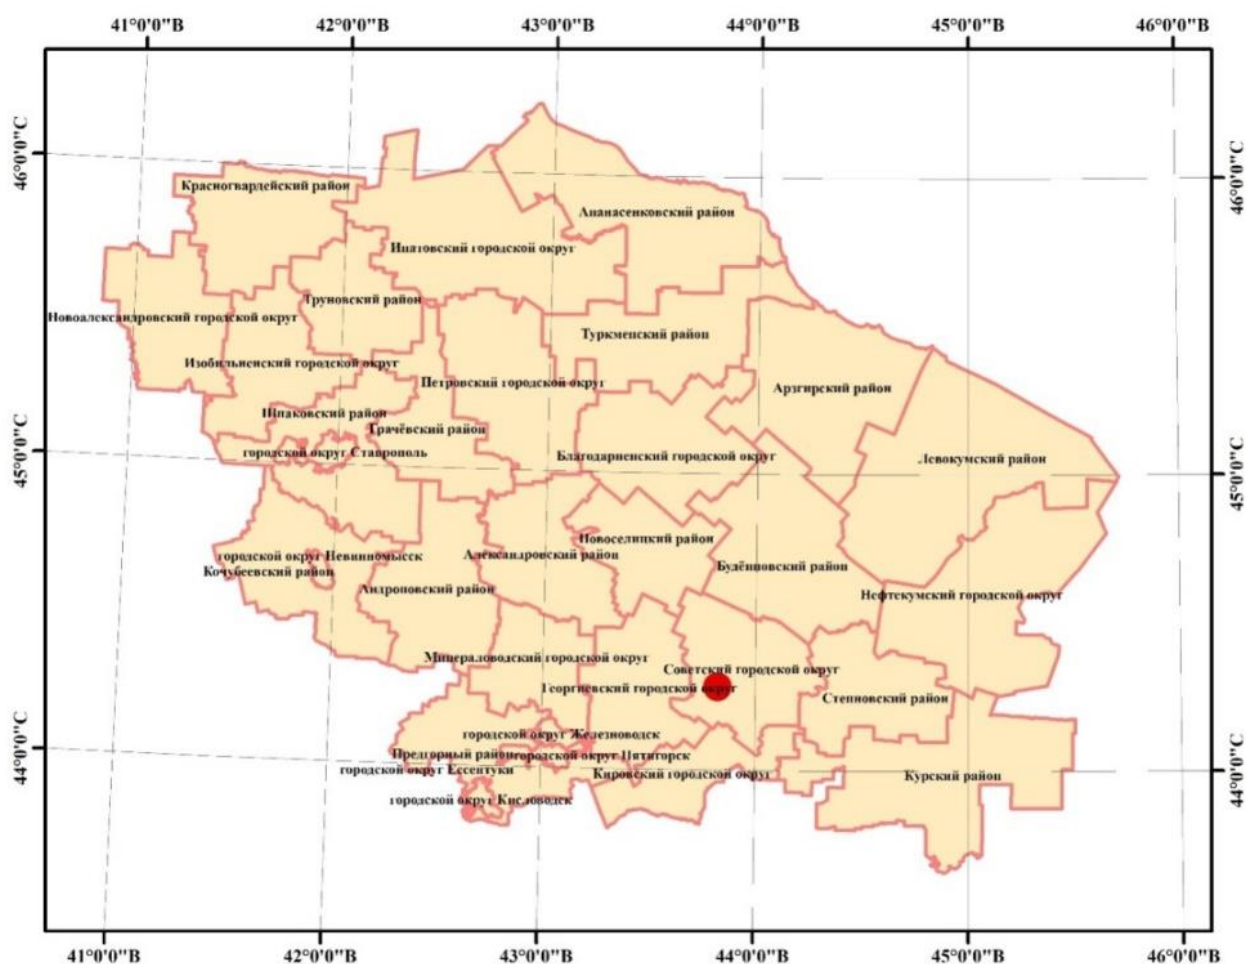 41°0'0"В 42°0'0"В 43°0'0"В 44°0'0"В 45°0'0"В 46°0'0"В
46°0'0"С
46°0'0"С
Красногвардейский район
Апанасенковский район
Ипатовский городской округ
Труновский район
Новоалександровский городской округ
Туркменский район
Изобильненский городской округ
Петровский городской округ
Арзгирский район
Шпаковский район
Грачёвский район
45°0'0"С
городской округ Ставрополь
Благодарненский городской округ
Левокумский район
45°0'0"С
Новоселицкий район
городской округ Невинномысск
Александровский район
Кочубеевский район
Будённовский район
Андроповский район
Нефтекумский городской округ
Минераловодский городской округ
Советский городской округ
Георгиевский городской округ
Степновский район
44°0'0"С
городской округ Железноводск
Предгорный район
городской округ Пятигорск
городской округ Ессентуки
Кировский городской округ
Курский район
44°0'0"С
городской округ Кисловодск
41°0'0"В 42°0'0"В 43°0'0"В 44°0'0"В 45°0'0"В 46°0'0"В